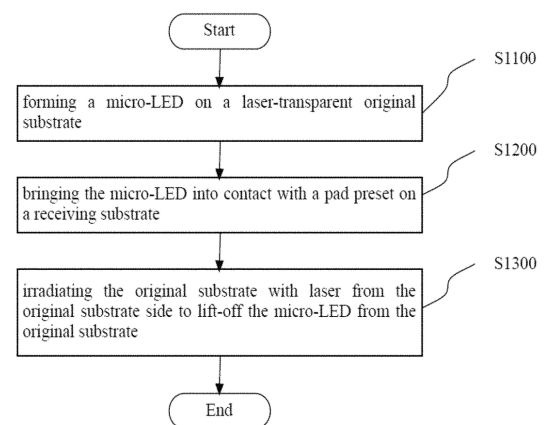 Start
S1100
forming a micro-LED on a laser-transparent original
substrate
S1200
bringing the micro-LED into contact with a pad preset on
a receiving substrate
S1300
irradiating the original substrate with laser from the
original substrate side to lift-off the micro-LED from the
original substrate
End